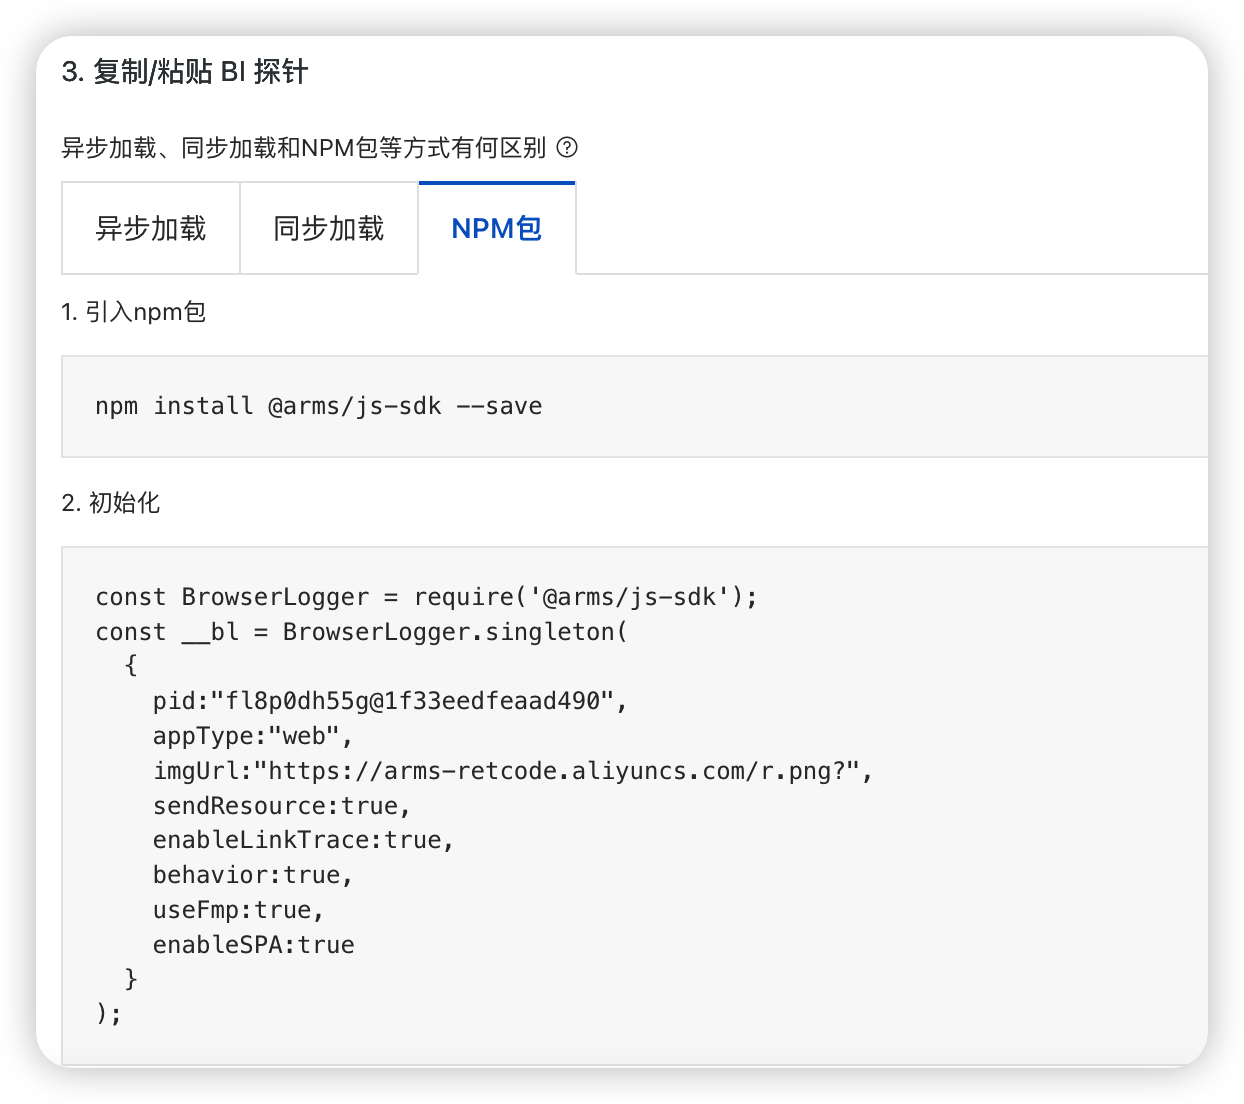 3. 复制/粘贴 BI 探针
异步加载、同步加载和NPM包等方式有何区别 ?
异步加载
同步加载
NPM包
1. 引入npm包
npm install @arms/js-sdk --save
2. 初始化
const BrowserLogger = require('@arms/js-sdk');
const __bl = BrowserLogger.singleton(
  {
    pid:"fl8p0dh55g@1f33eedfeaad490",
    appType:"web",
    imgUrl:"https://arms-retcode.aliyuncs.com/r.png?",
    sendResource:true,
    enableLinkTrace:true,
    behavior:true,
    useFmp:true,
    enableSPA:true
  }
);